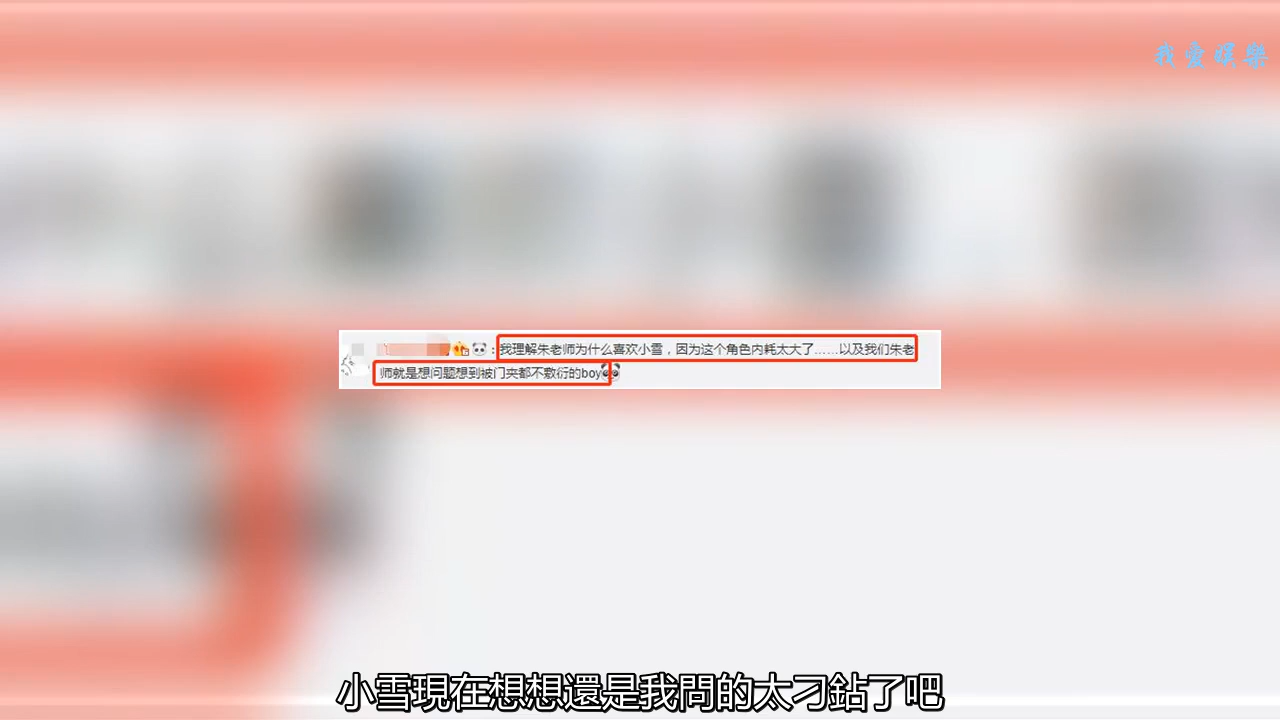 我爱娱樂
：我理解朱老师为什么喜欢小雪，因为这个角色内耗太大了……以及我们朱老
师就是想问题想到被门夹都不敷衍的boy
小雪現在想想還是我問的太刁鉆了吧